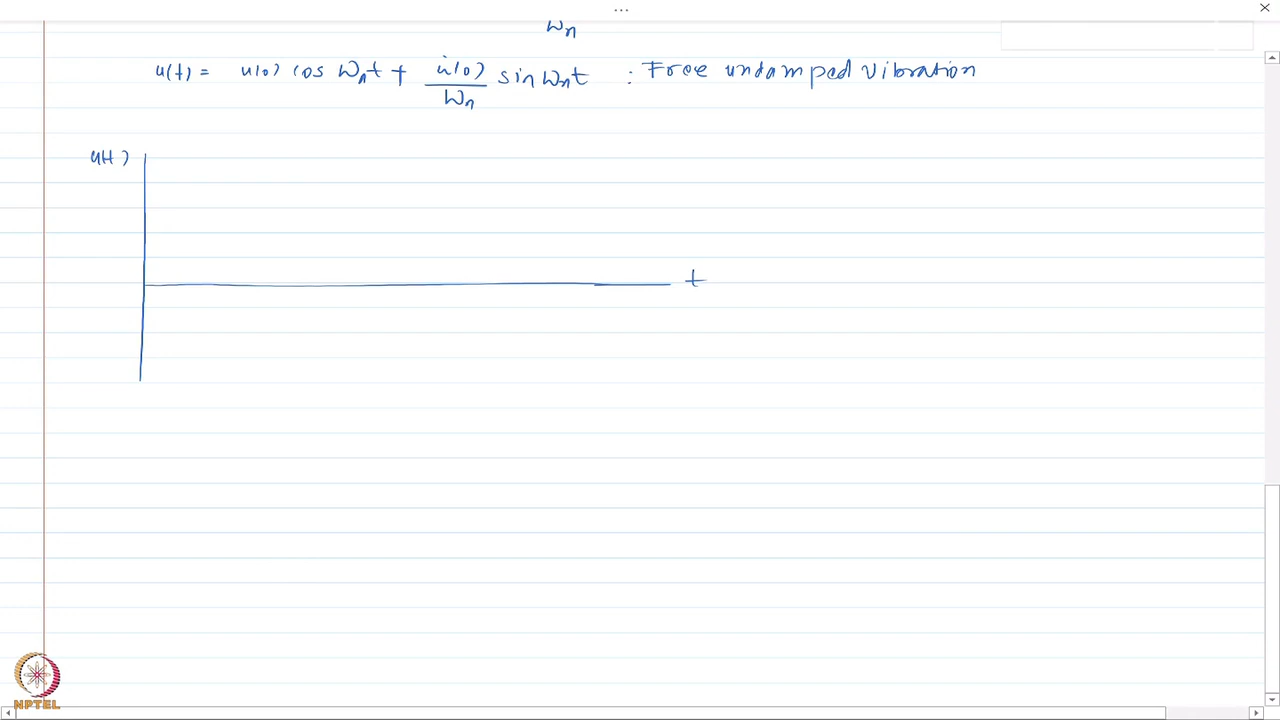 ωn
u(t) = u(0) cos ωnt + u̇(0)/ωn sin ωnt : Free undamped vibration
u(t)
t
NPTEL